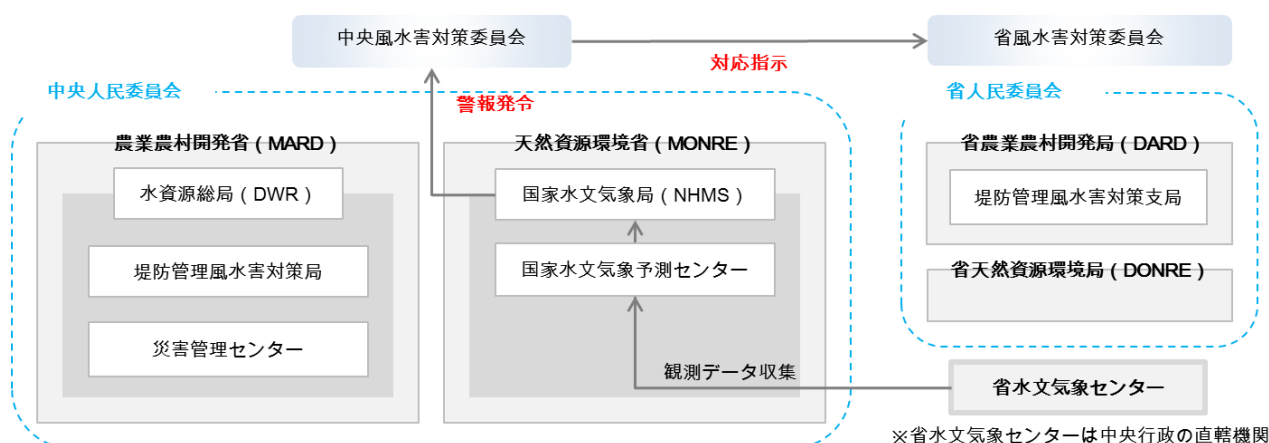 中央風水害対策委員会
省風水害対策委員会
対応指示
中央人民委員会
警報発令
省人民委員会
農業農村開発省（MARD）
天然資源環境省（MONRE）
省農業農村開発局（DARD）
水資源総局（DWR）
国家水文気象局（NHMS）
堤防管理風水害対策支局
堤防管理風水害対策局
国家水文気象予測センター
省天然資源環境局（DONRE）
災害管理センター
観測データ収集
省水文気象センター
※省水文気象センターは中央行政の直轄機関